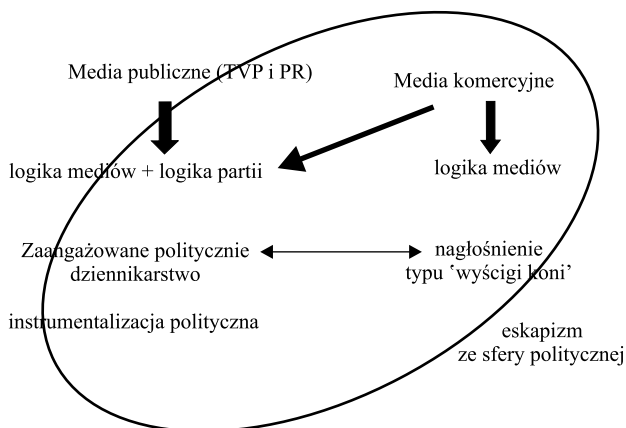 Media publiczne (TVP i PR)
Media komercyjne
logika mediów + logika partii
logika mediów
Zaangażowane politycznie
dziennikarstwo
nagłośnienie
typu ‛wyścigi koni’
instrumentalizacja polityczna
eskapizm
ze sfery politycznej